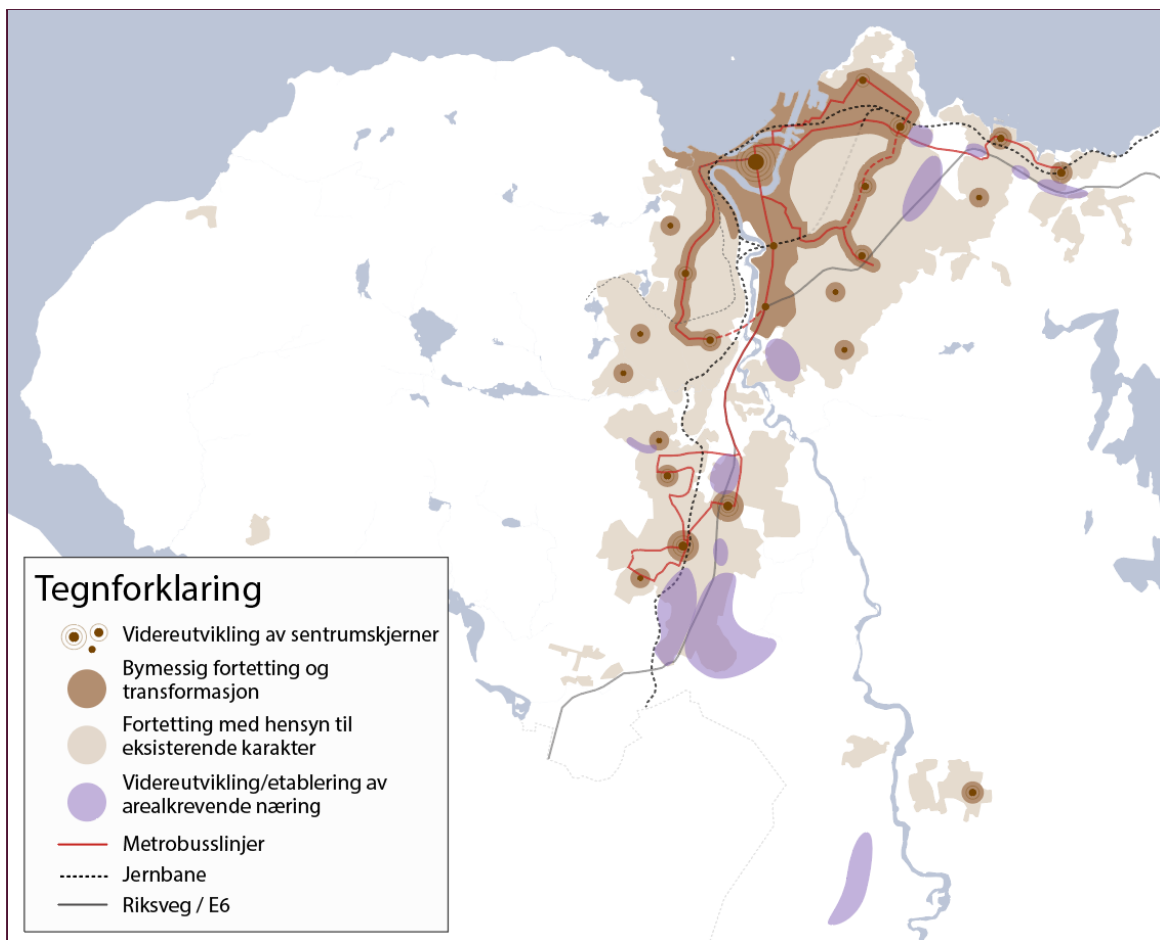 Tegnforklaring
Videreutvikling av sentrumskjerner
Bymessig fortetting og
transformasjon
Fortetting med hensyn til
eksisterende karakter
Videreutvikling/etablering av
arealkrevende næring
Metrobusslinjer
Jernbane
Riksveg / E6